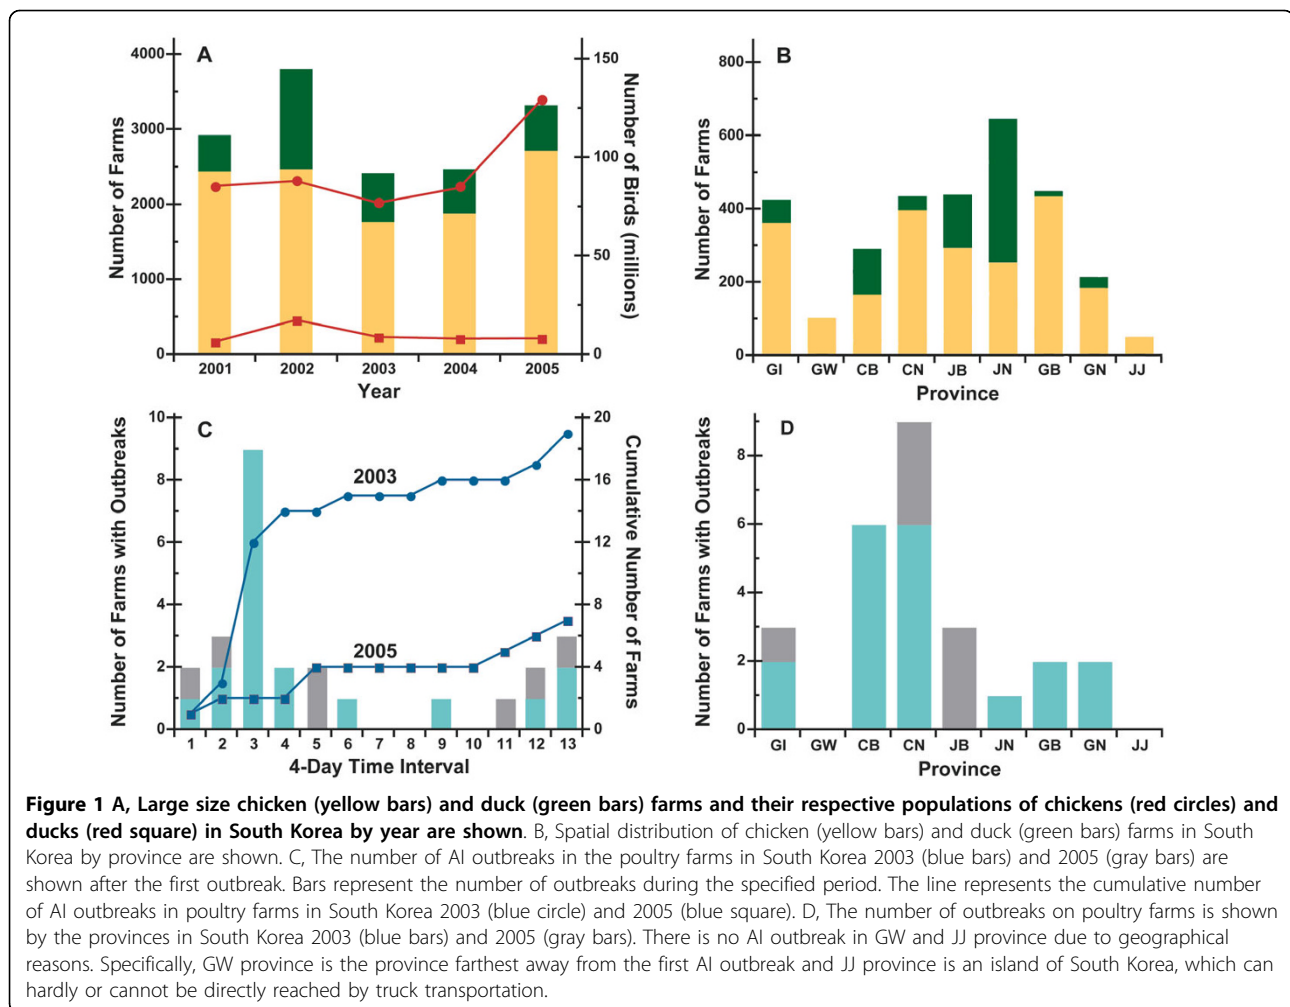 A
4000
3000
2000
1000
0
Number of Farms
150
100
50
0
Number of Birds (millions)
2001 2002 2003 2004 2005
Year
B
800
600
400
200
0
Number of Farms
GI GW CB CN JB JN GB GN JJ
Province
C
10
8
6
4
2
0
Number of Farms with Outbreaks
20
16
12
8
4
0
Cumulative Number of Farms
2003
2005
1 2 3 4 5 6 7 8 9 10 11 12 13
4-Day Time Interval
D
8
6
4
2
0
Number of Farms with Outbreaks
GI GW CB CN JB JN GB GN JJ
Province
Figure 1 A, Large size chicken (yellow bars) and duck (green bars) farms and their respective populations of chickens (red circles) and
ducks (red square) in South Korea by year are shown. B, Spatial distribution of chicken (yellow bars) and duck (green bars) farms in South
Korea by province are shown. C, The number of AI outbreaks in the poultry farms in South Korea 2003 (blue bars) and 2005 (gray bars) are
shown after the first outbreak. Bars represent the number of outbreaks during the specified period. The line represents the cumulative number
of AI outbreaks in poultry farms in South Korea 2003 (blue circle) and 2005 (blue square). D, The number of outbreaks on poultry farms is shown
by the provinces in South Korea 2003 (blue bars) and 2005 (gray bars). There is no AI outbreak in GW and JJ province due to geographical
reasons. Specifically, GW province is the province farthest away from the first AI outbreak and JJ province is an island of South Korea, which can
hardly or cannot be directly reached by truck transportation.